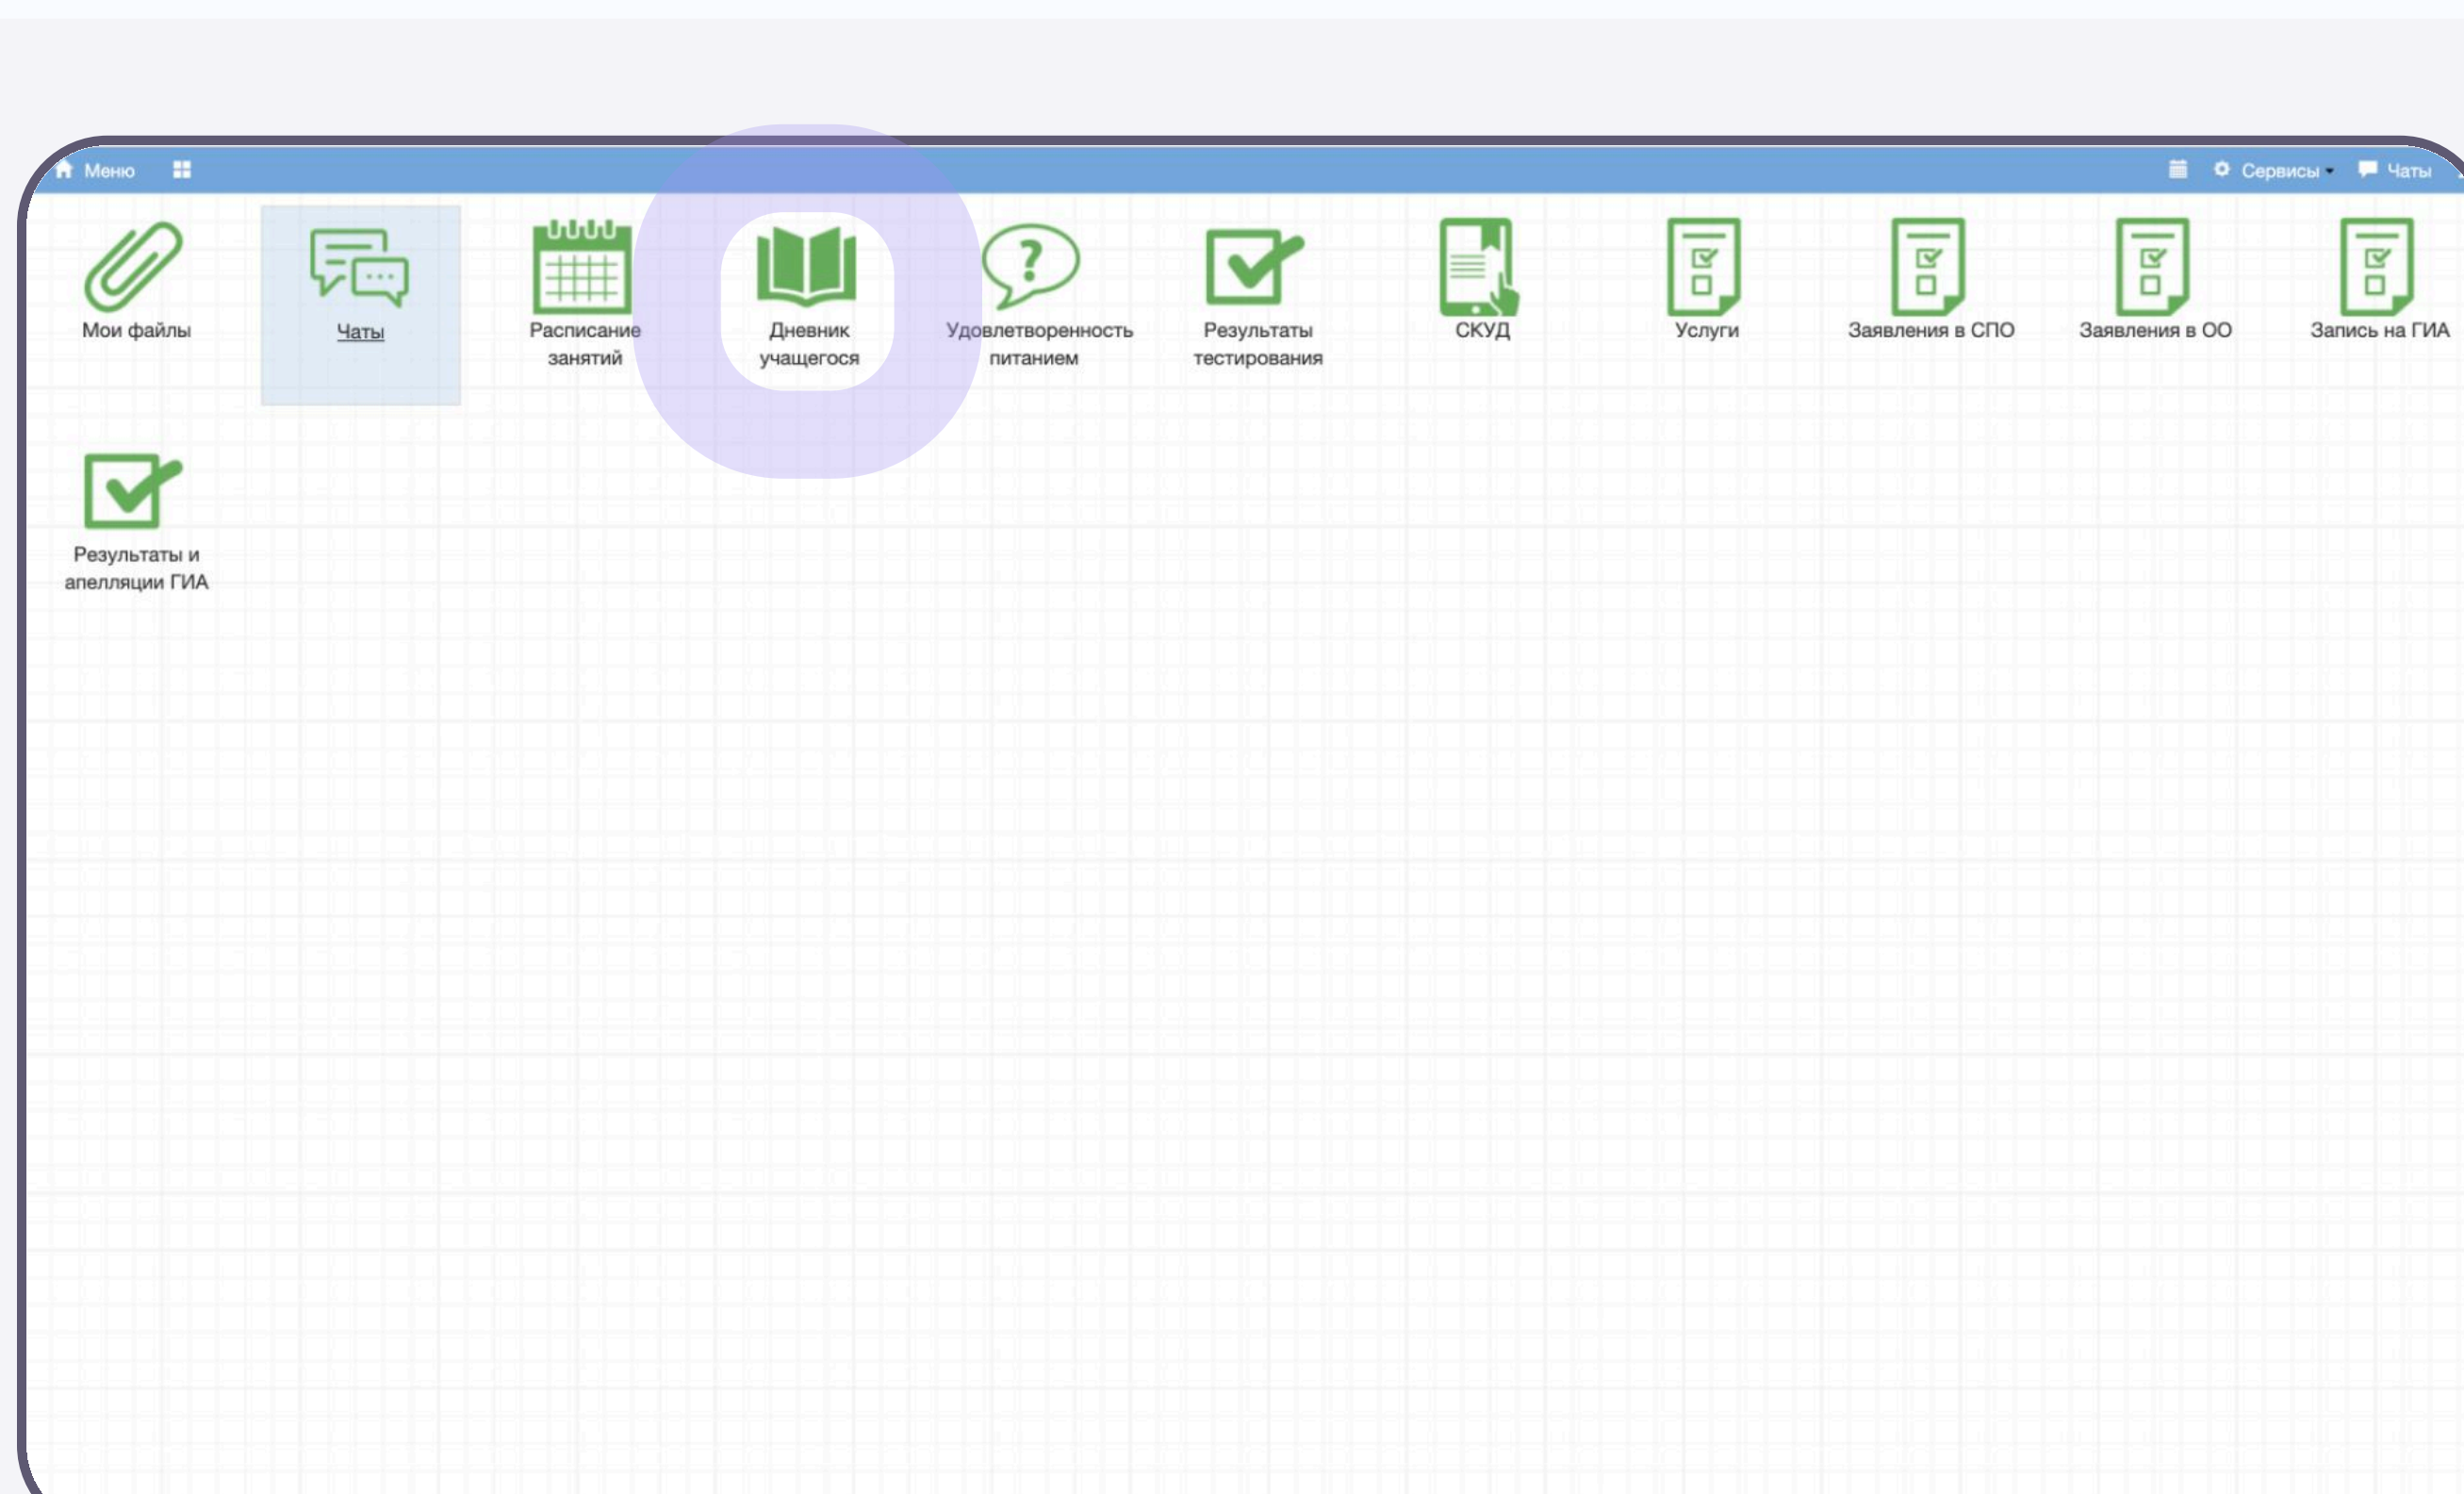 Меню
Сервисы
Чаты
Мои файлы
Чаты
Расписание
занятий
Дневник
учащегося
Удовлетворенность
питанием
Результаты
тестирования
СКУД
Услуги
Заявления в СПО
Заявления в ОО
Запись на ГИА
Результаты и
апелляции ГИА